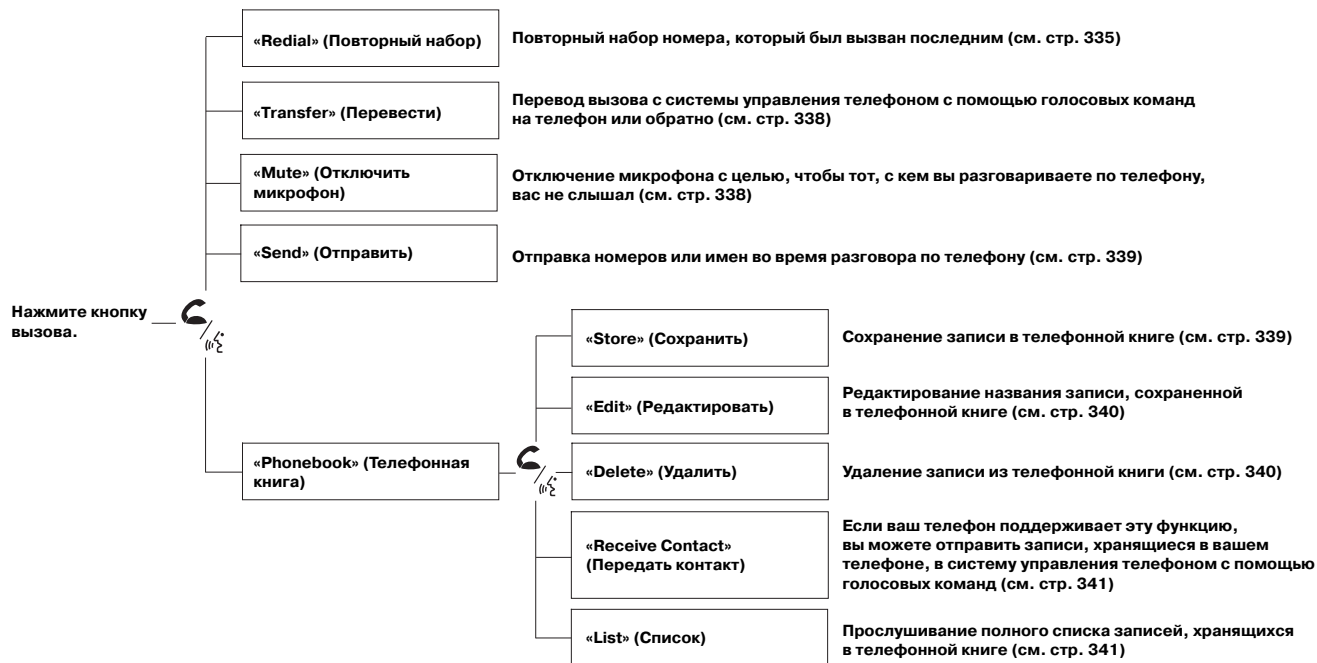 «Redial» (Повторный набор)
Повторный набор номера, который был вызван последним (см. стр. 335)
«Transfer» (Перевести)
Перевод вызова с системы управления телефоном с помощью голосовых команд
на телефон или обратно (см. стр. 338)
«Mute» (Отключить
микрофон)
Отключение микрофона с целью, чтобы тот, с кем вы разговариваете по телефону,
вас не слышал (см. стр. 338)
«Send» (Отправить)
Отправка номеров или имен во время разговора по телефону (см. стр. 339)
Нажмите кнопку
вызова.
«Phonebook» (Телефонная
книга)
«Store» (Сохранить)
Сохранение записи в телефонной книге (см. стр. 339)
«Edit» (Редактировать)
Редактирование названия записи, сохраненной
в телефонной книге (см. стр. 340)
«Delete» (Удалить)
Удаление записи из телефонной книги (см. стр. 340)
«Receive Contact»
(Передать контакт)
Если ваш телефон поддерживает эту функцию,
вы можете отправить записи, хранящиеся в вашем
телефоне, в систему управления телефоном с помощью
голосовых команд (см. стр. 341)
«List» (Список)
Прослушивание полного списка записей, хранящихся
в телефонной книге (см. стр. 341)